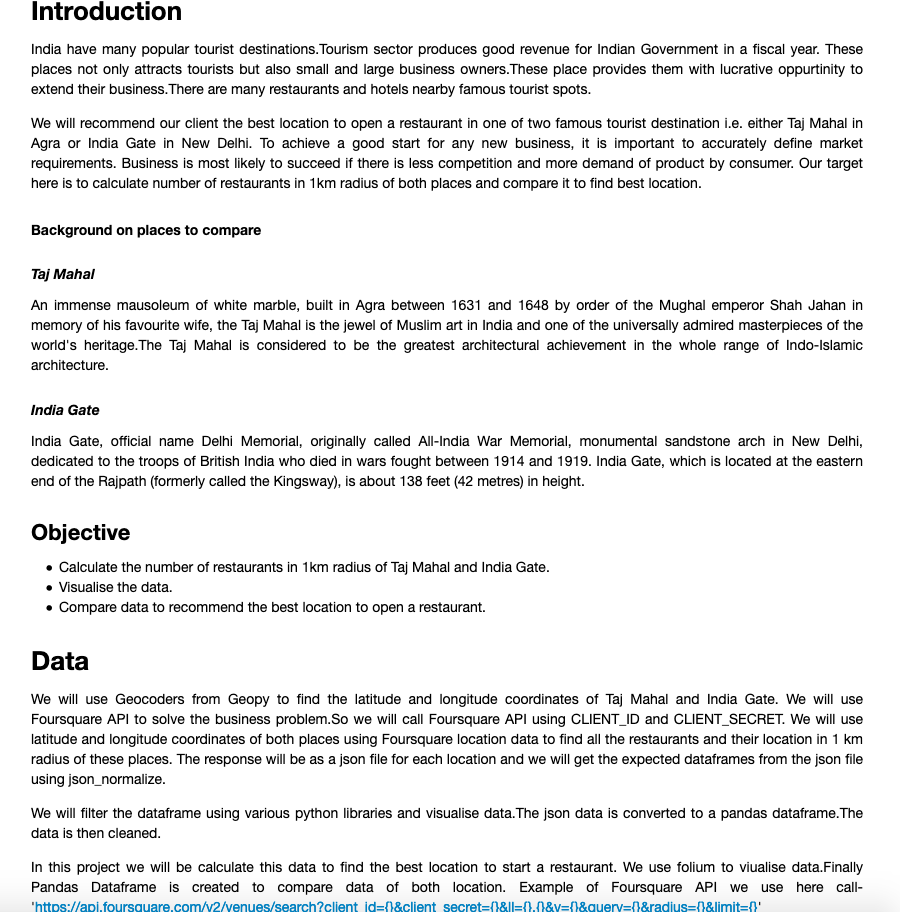 Introduction
India have many popular tourist destinations.Tourism sector produces good revenue for Indian Government in a fiscal year. These
places not only attracts tourists but also small and large business owners.These place provides them with lucrative oppurtinity to
extend their business.There are many restaurants and hotels nearby famous tourist spots.
We will recommend our client the best location to open a restaurant in one of two famous tourist destination i.e. either Taj Mahal in
Agra or India Gate in New Delhi. To achieve a good start for any new business, it is important to accurately define market
requirements. Business is most likely to succeed if there is less competition and more demand of product by consumer. Our target
here is to calculate number of restaurants in 1km radius of both places and compare it to find best location.
Background on places to compare
Taj Mahal
An immense mausoleum of white marble, built in Agra between 1631 and 1648 by order of the Mughal emperor Shah Jahan in
memory of his favourite wife, the Taj Mahal is the jewel of Muslim art in India and one of the universally admired masterpieces of the
world's heritage.The Taj Mahal is considered to be the greatest architectural achievement in the whole range of Indo-Islamic
architecture.
India Gate
India Gate, official name Delhi Memorial, originally called All-India War Memorial, monumental sandstone arch in New Delhi,
dedicated to the troops of British India who died in wars fought between 1914 and 1919. India Gate, which is located at the eastern
end of the Rajpath (formerly called the Kingsway), is about 138 feet (42 metres) in height.
Objective
• Calculate the number of restaurants in 1km radius of Taj Mahal and India Gate.
• Visualise the data.
• Compare data to recommend the best location to open a restaurant.
Data
We will use Geocoders from Geopy to find the latitude and longitude coordinates of Taj Mahal and India Gate. We will use
Foursquare API to solve the business problem.So we will call Foursquare API using CLIENT_ID and CLIENT_SECRET. We will use
latitude and longitude coordinates of both places using Foursquare location data to find all the restaurants and their location in 1 km
radius of these places. The response will be as a json file for each location and we will get the expected dataframes from the json file
using json_normalize.
We will filter the dataframe using various python libraries and visualise data.The json data is converted to a pandas dataframe.The
data is then cleaned.
In this project we will be calculate this data to find the best location to start a restaurant. We use folium to viualise data.Finally
Pandas Dataframe is created to compare data of both location. Example of Foursquare API we use here call-
'https://api.foursquare.com/v2/venues/search?client_id={}&client_secret={}&ll={},{}&v={}&query={}&radius={}&limit={}'